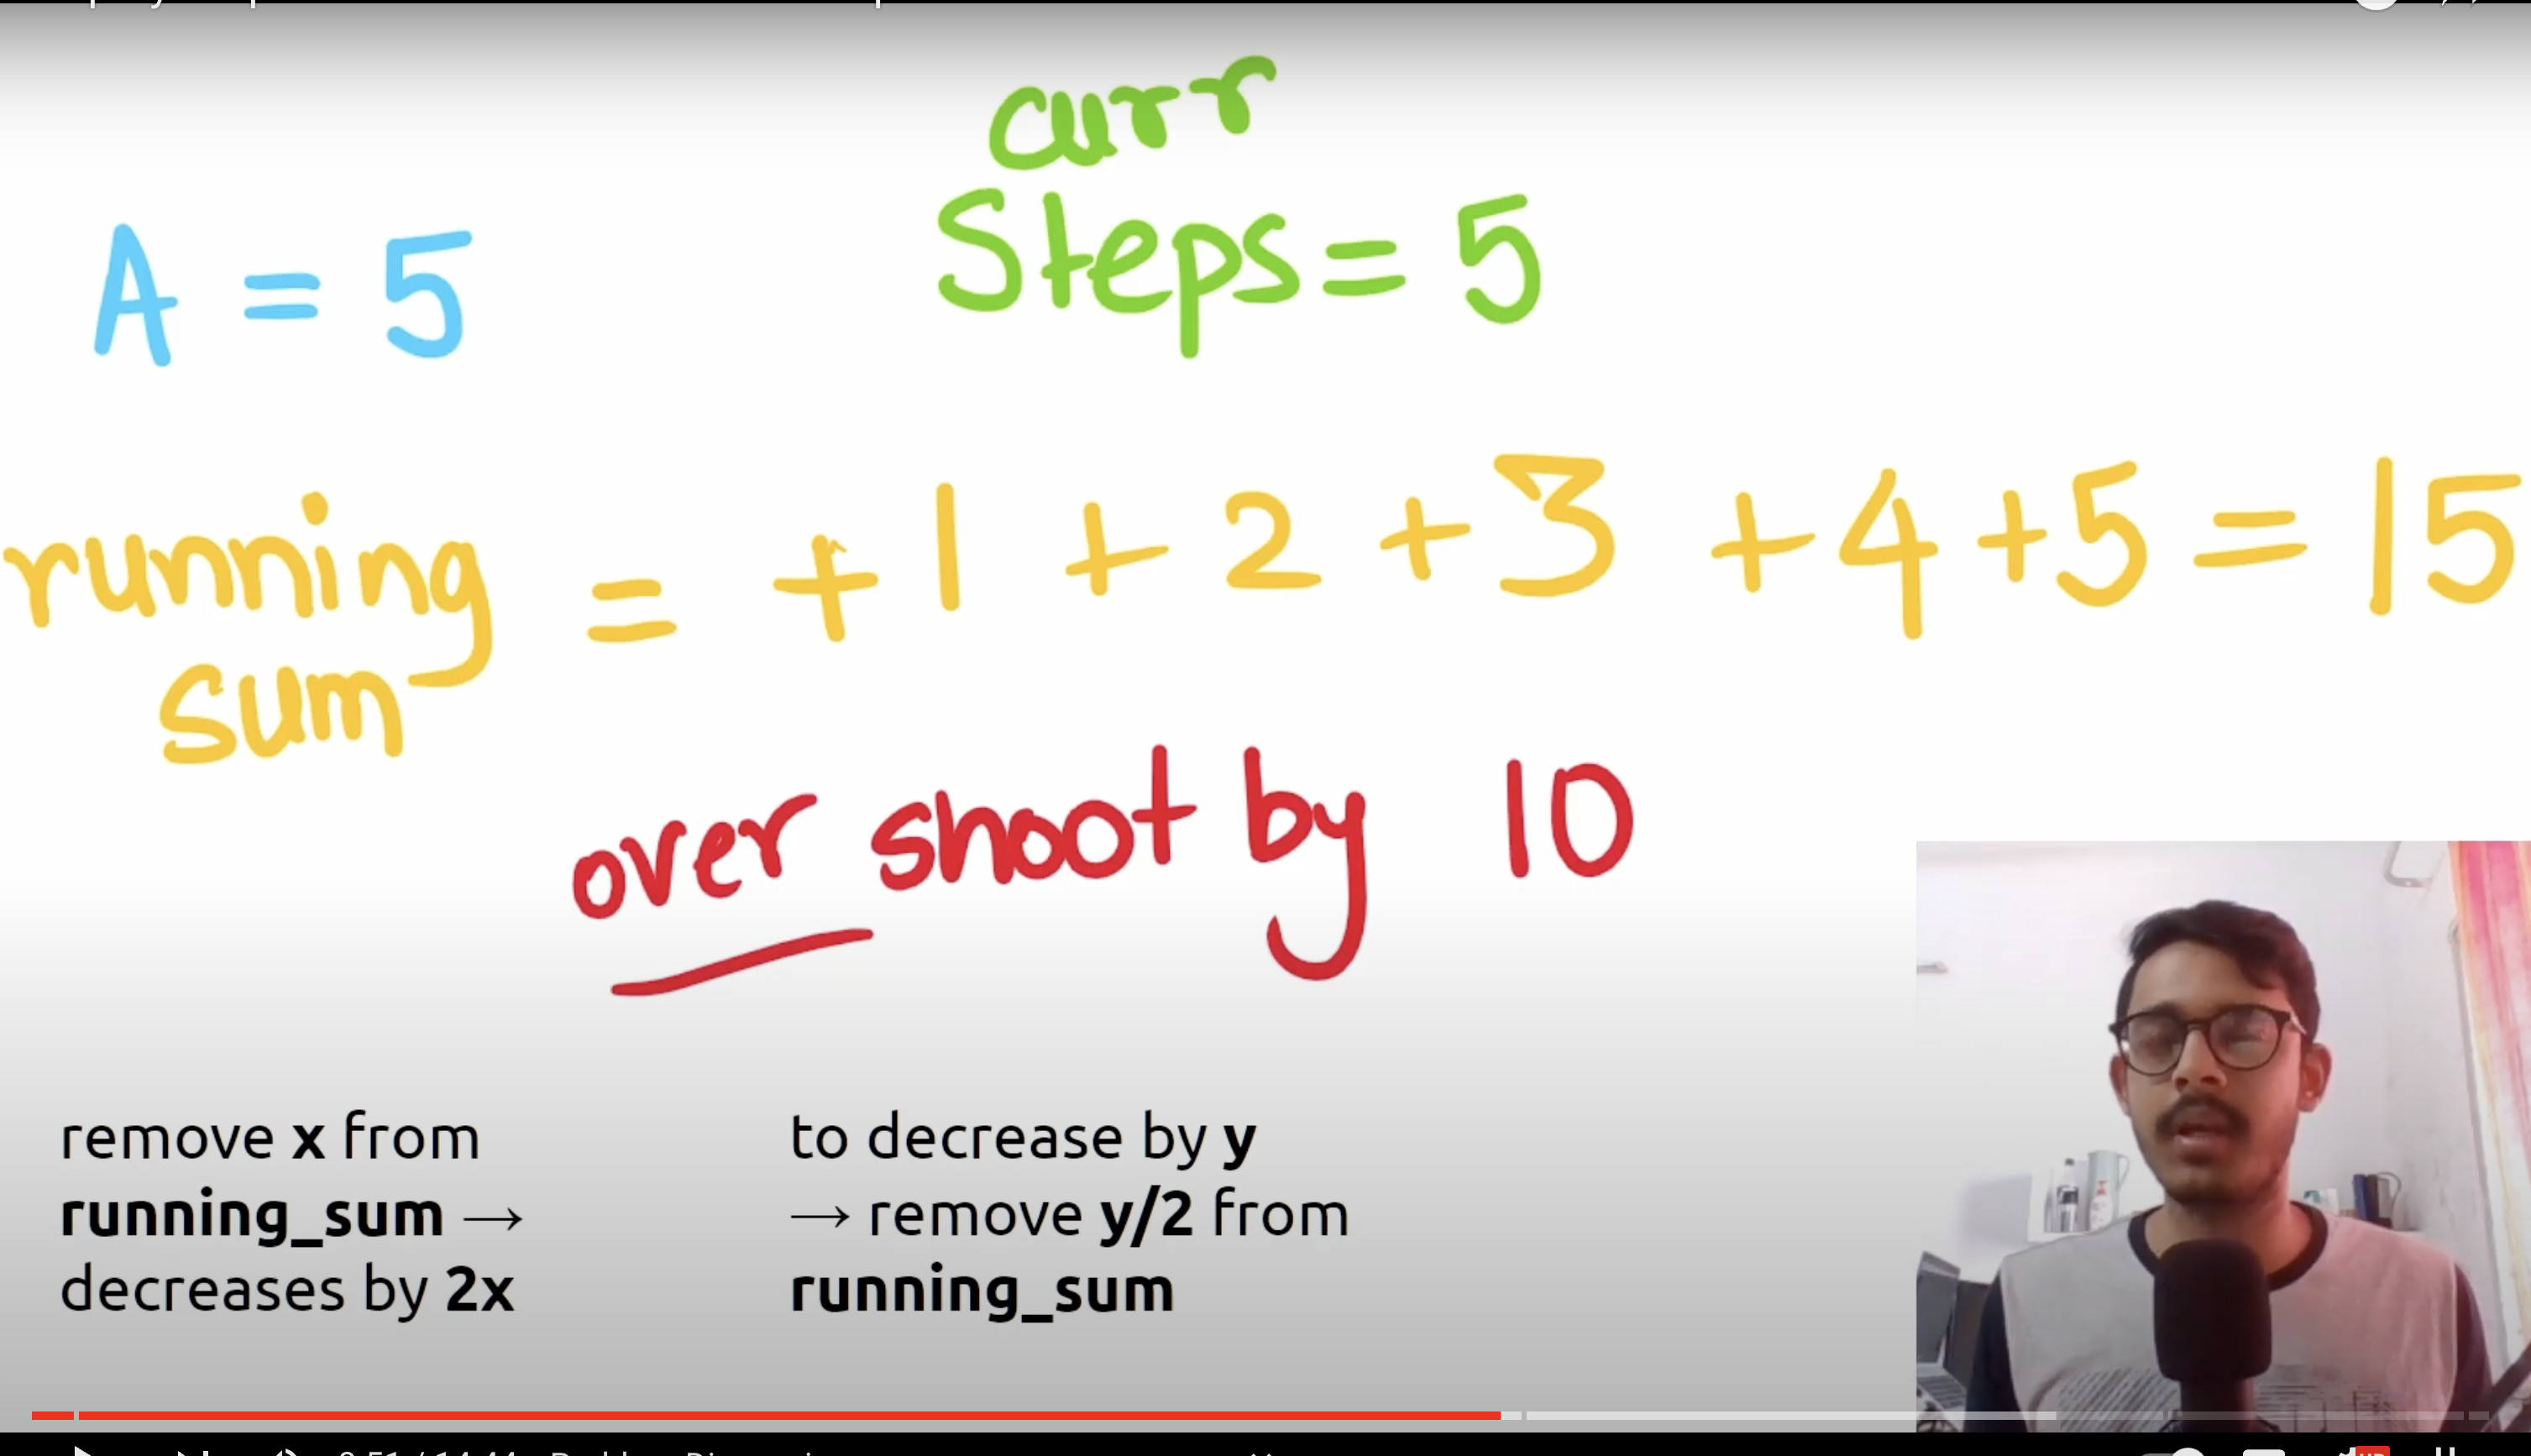 curr
A = 5
Steps = 5
running sum = +1 + 2 + 3 + 4 + 5 = 15
over shoot by 10
remove x from
running_sum →
decreases by 2x
to decrease by y
→ remove y/2 from
running_sum